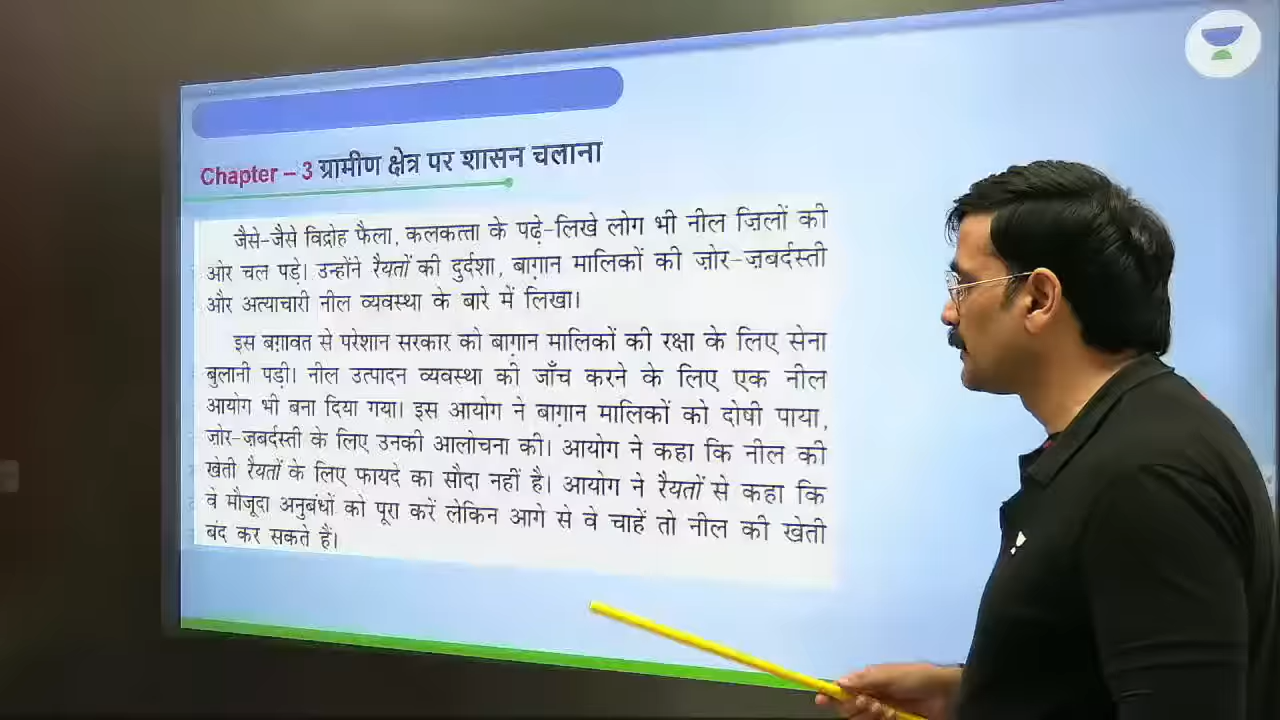 Chapter – 3 ग्रामीण क्षेत्र पर शासन चलाना
जैसे-जैसे विद्रोह फैला, कलकत्ता के पढ़े-लिखे लोग भी नील ज़िलों की
ओर चल पड़े। उन्होंने रैयतों की दुर्दशा, बाग़ान मालिकों की ज़ोर-ज़बर्दस्ती
और अत्याचारी नील व्यवस्था के बारे में लिखा।
इस बग़ावत से परेशान सरकार को बाग़ान मालिकों की रक्षा के लिए सेना
बुलानी पड़ी। नील उत्पादन व्यवस्था की जाँच करने के लिए एक नील
आयोग भी बना दिया गया। इस आयोग ने बाग़ान मालिकों को दोषी पाया,
ज़ोर-ज़बर्दस्ती के लिए उनकी आलोचना की। आयोग ने कहा कि नील की
खेती रैयतों के लिए फायदे का सौदा नहीं है। आयोग ने रैयतों से कहा कि
वे मौजूदा अनुबंधों को पूरा करें लेकिन आगे से वे चाहें तो नील की खेती
बंद कर सकते हैं।